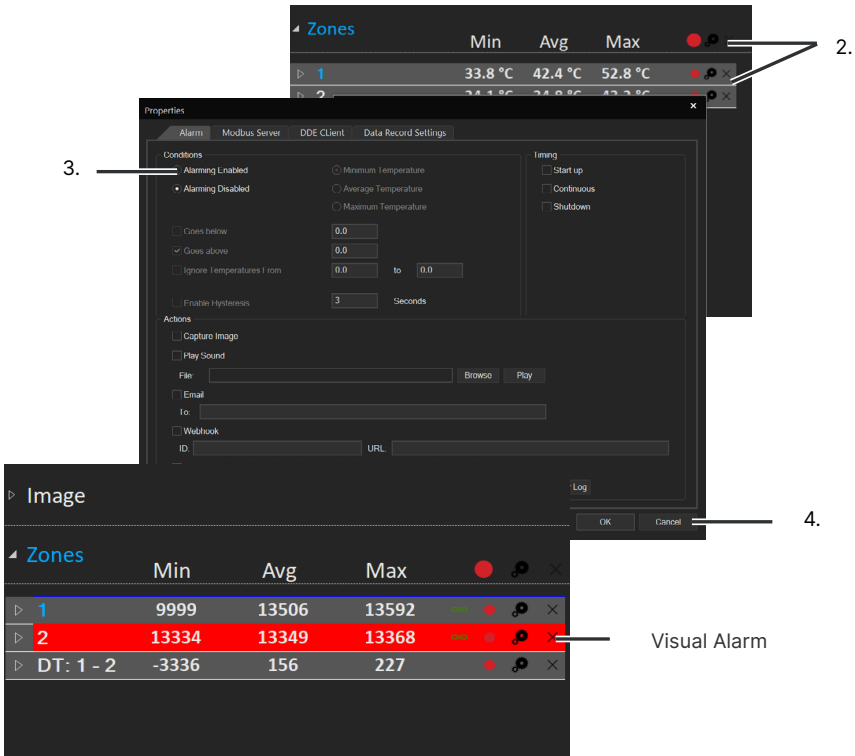 Zones
Min Avg Max
2.
1 33.8 °C 42.4 °C 52.8 °C
2
Properties ×
Alarm Modbus Server DDE CLient Data Record Settings
Conditions Timing
3.
Alarming Enabled Minimum Temperature Start up
Alarming Disabled Average Temperature Continuous
Maximum Temperature Shutdown
Goes below 0.0
Goes above 0.0
Ignore Temperatures From 0.0 to 0.0
Enable Hysteresis 3 Seconds
Actions
Capture Image
Play Sound
File: Browse Play
Email
To:
Webhook
ID: URL:
Log
Image
OK Cancel 4.
Zones
Min Avg Max
1 9999 13506 13592
2 13334 13349 13368
Visual Alarm
DT: 1 - 2 -3336 156 227